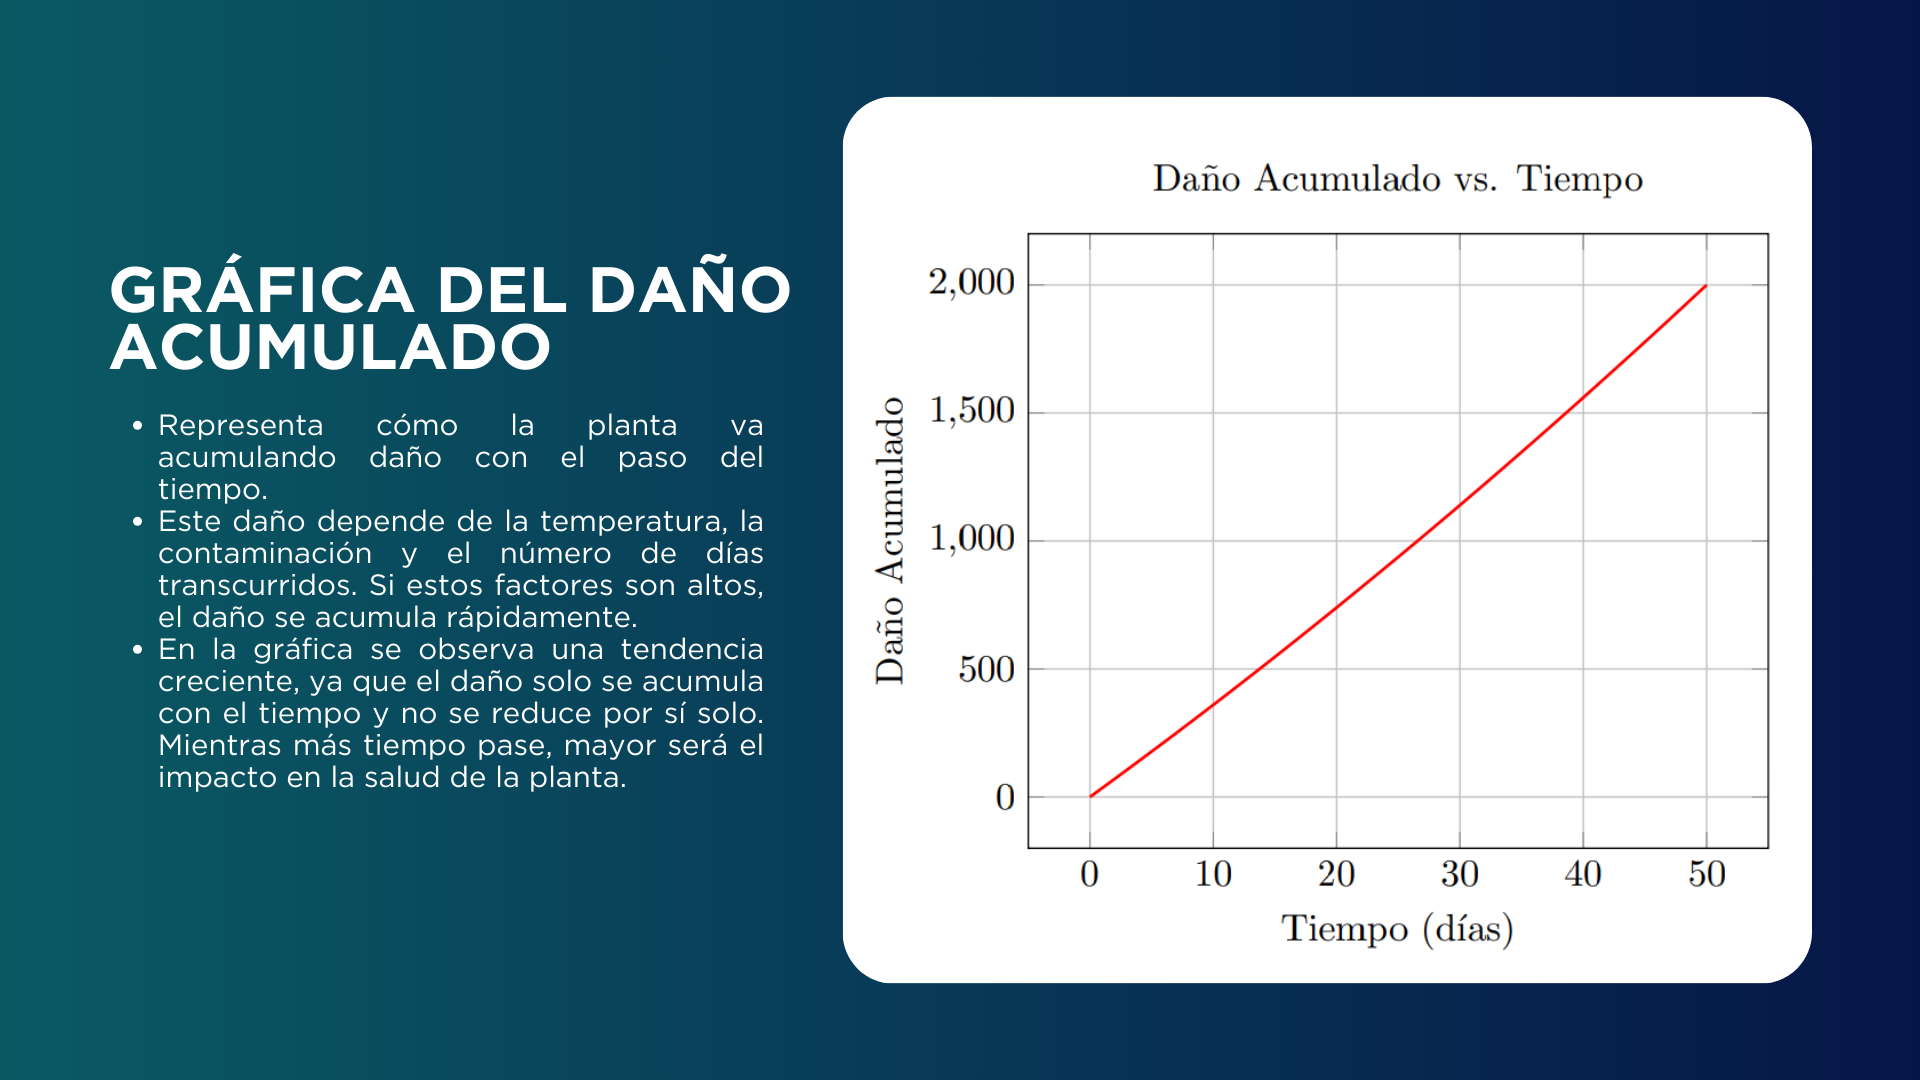 GRÁFICA DEL DAÑO
ACUMULADO
• Representa cómo la planta va
acumulando daño con el paso del
tiempo.
• Este daño depende de la temperatura, la
contaminación y el número de días
transcurridos. Si estos factores son altos,
el daño se acumula rápidamente.
• En la gráfica se observa una tendencia
creciente, ya que el daño solo se acumula
con el tiempo y no se reduce por sí solo.
Mientras más tiempo pase, mayor será el
impacto en la salud de la planta.
Daño Acumulado vs. Tiempo
Daño Acumulado
2,000
1,500
1,000
500
0
0 10 20 30 40 50
Tiempo (días)